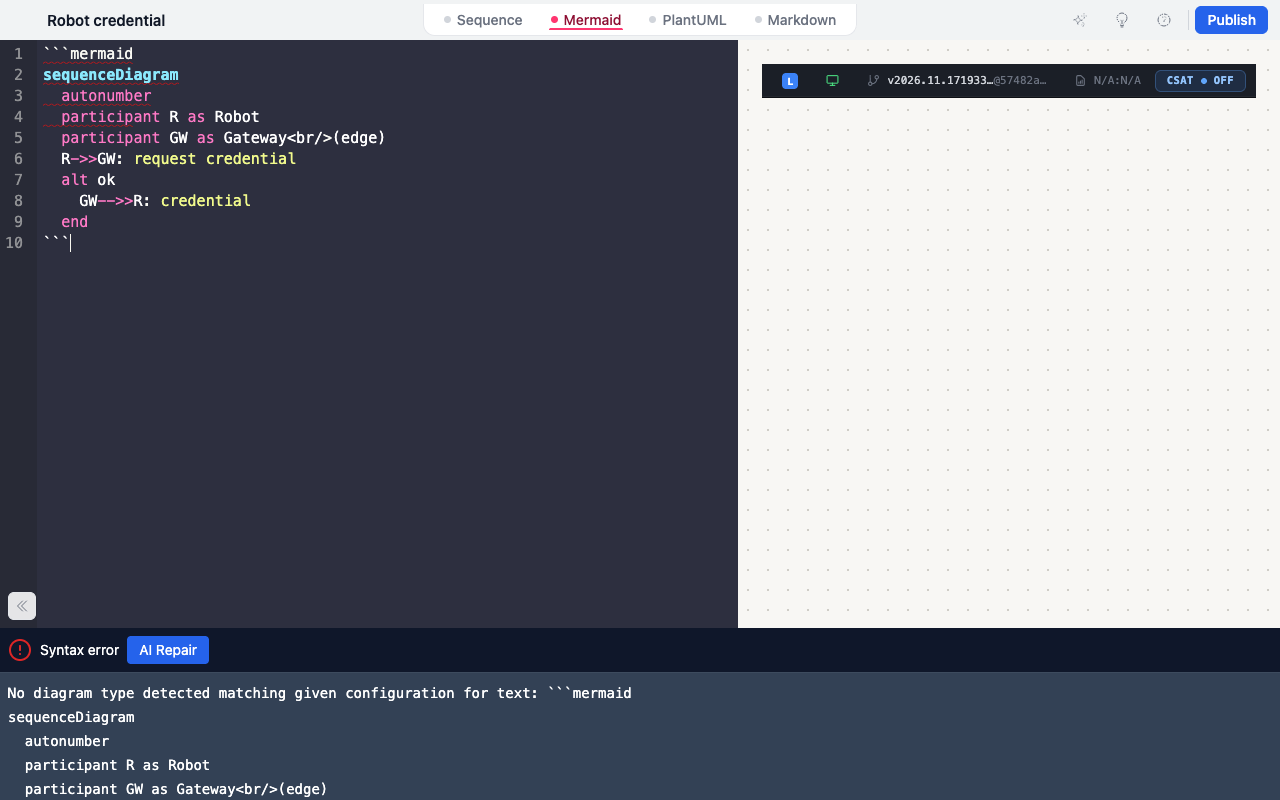 Robot credential
Sequence
Mermaid
PlantUML
Markdown
Publish
1 ```mermaid
2 sequenceDiagram
3   autonumber
4   participant R as Robot
5   participant GW as Gateway<br/>(edge)
6   R->>GW: request credential
7   alt ok
8     GW-->>R: credential
9   end
10 ```
L
v2026.11.171933…@57482a…
N/A:N/A
CSAT ● OFF
Syntax error
AI Repair
No diagram type detected matching given configuration for text: ```mermaid
sequenceDiagram
  autonumber
  participant R as Robot
  participant GW as Gateway<br/>(edge)